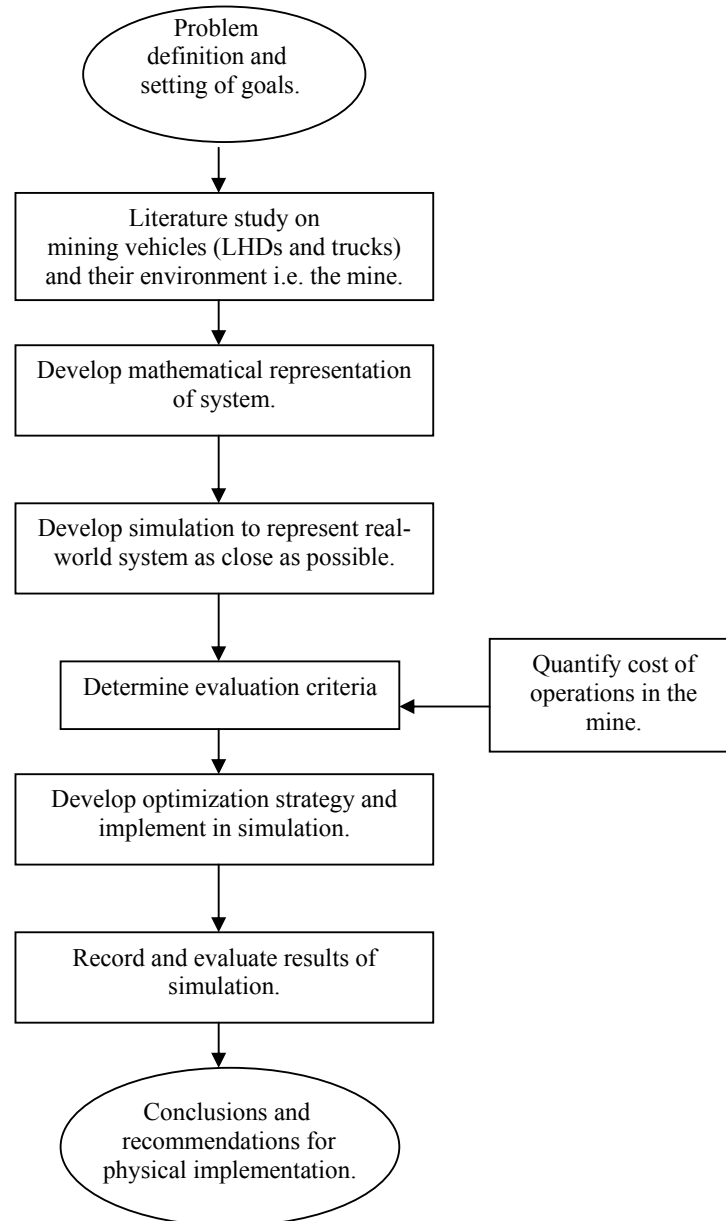 Problem
definition and
setting of goals.
Literature study on
mining vehicles (LHDs and trucks)
and their environment i.e. the mine.
Develop mathematical representation
of system.
Develop simulation to represent real-
world system as close as possible.
Determine evaluation criteria
Quantify cost of
operations in the
mine.
Develop optimization strategy and
implement in simulation.
Record and evaluate results of
simulation.
Conclusions and
recommendations for
physical implementation.